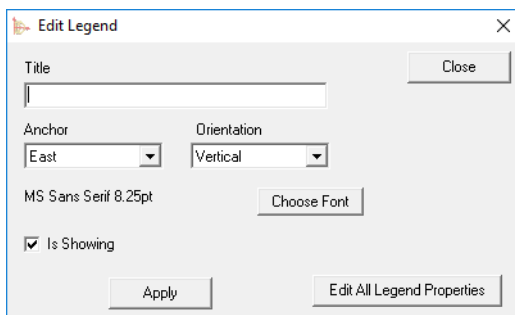 Edit Legend
Title
Close
Anchor Orientation
East Vertical
MS Sans Serif 8.25pt Choose Font
Is Showing
Apply Edit All Legend Properties